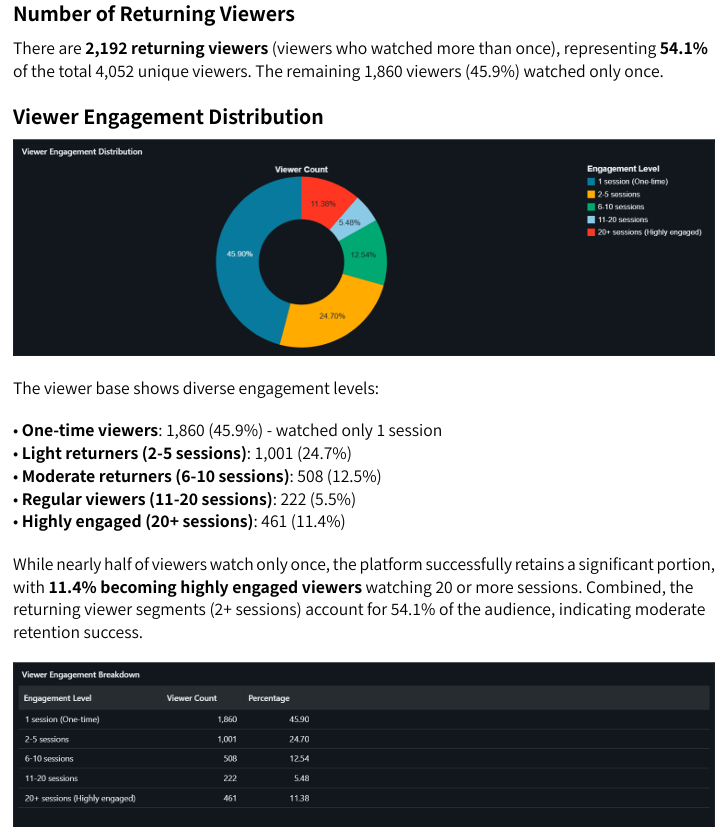 Number of Returning Viewers
There are 2,192 returning viewers (viewers who watched more than once), representing 54.1%
of the total 4,052 unique viewers. The remaining 1,860 viewers (45.9%) watched only once.
Viewer Engagement Distribution
Viewer Engagement Distribution
Viewer Count
11.38%
5.48%
12.54%
24.70%
45.90%
Engagement Level
1 session (One-time)
2-5 sessions
6-10 sessions
11-20 sessions
20+ sessions (Highly engaged)
The viewer base shows diverse engagement levels:
• One-time viewers: 1,860 (45.9%) - watched only 1 session
• Light returners (2-5 sessions): 1,001 (24.7%)
• Moderate returners (6-10 sessions): 508 (12.5%)
• Regular viewers (11-20 sessions): 222 (5.5%)
• Highly engaged (20+ sessions): 461 (11.4%)
While nearly half of viewers watch only once, the platform successfully retains a significant portion,
with 11.4% becoming highly engaged viewers watching 20 or more sessions. Combined, the
returning viewer segments (2+ sessions) account for 54.1% of the audience, indicating moderate
retention success.
Viewer Engagement Breakdown
Engagement Level Viewer Count Percentage
1 session (One-time) 1,860 45.90
2-5 sessions 1,001 24.70
6-10 sessions 508 12.54
11-20 sessions 222 5.48
20+ sessions (Highly engaged) 461 11.38